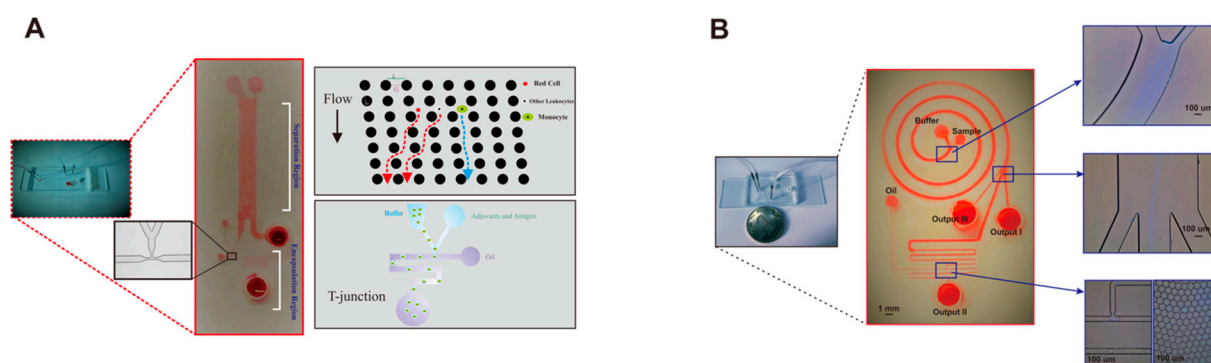 A
Separation Region
Encapsulation Region
Flow
G
Red Cell
Other Leukocytes
Monocyte
Buffer
Adjuvants and Antigen
Oil
T-junction
B
Buffer
Sample
Oil
Output III
Output I
Output II
1 mm
100 um
100 um
100 um
100 um